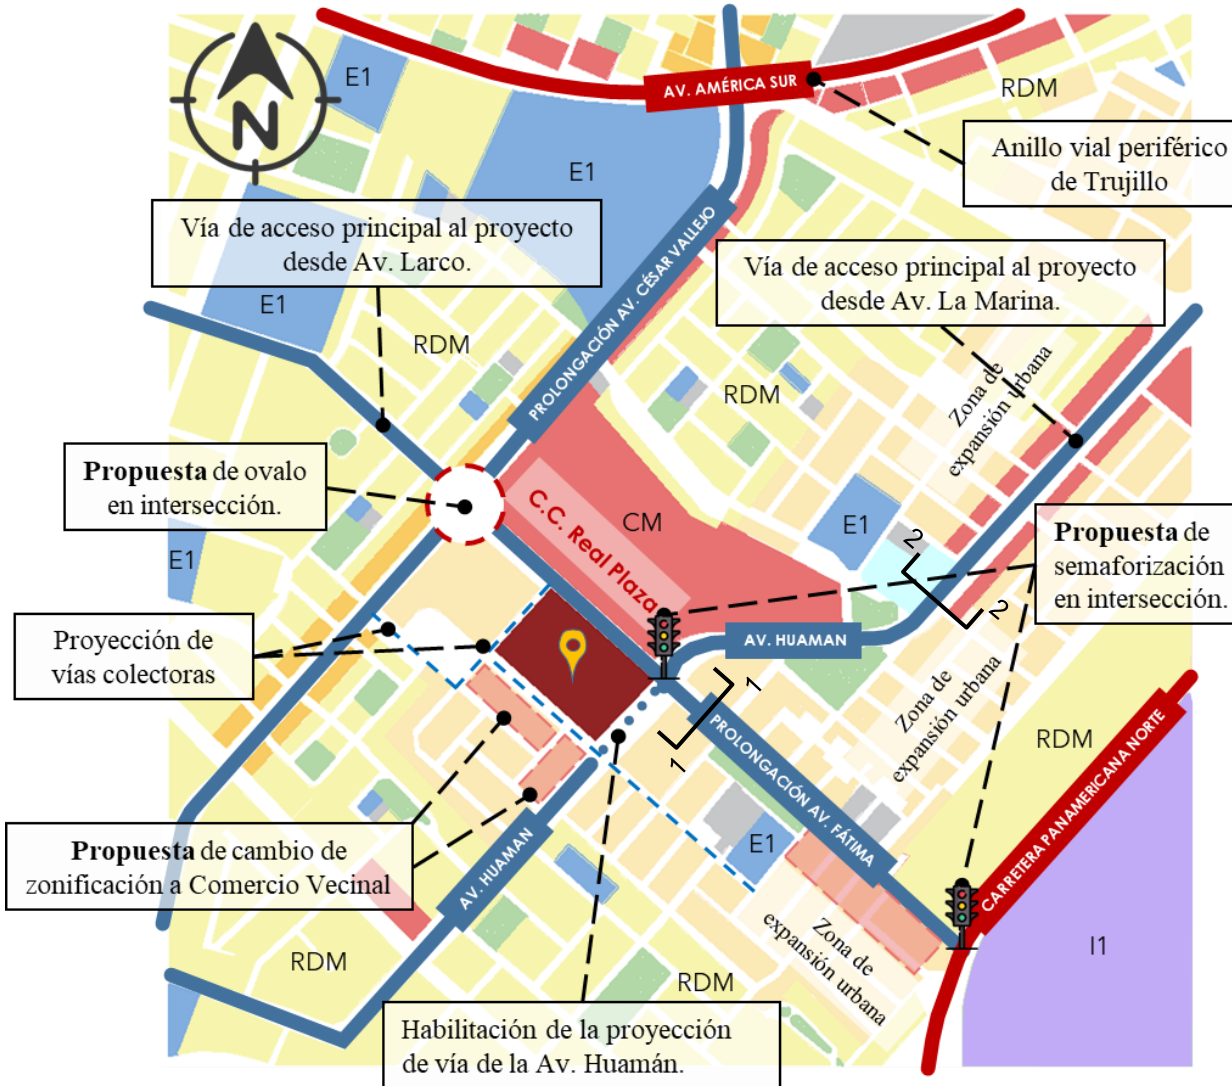 E1
AV. AMÉRICA SUR
RDM
N
Anillo vial periférico
de Trujillo
E1
Vía de acceso principal al proyecto
desde Av. Larco.
PROLONGACIÓN AV. CÉSAR VALLEJO
Vía de acceso principal al proyecto
desde Av. La Marina.
E1
RDM
RDM
Zona de
expansión urbana
Propuesta de ovalo
en intersección.
C.C. Real Plaza
CM
E1
2
2
Propuesta de
semaforización
en intersección.
E1
Proyección de
vías colectoras
AV. HUAMAN
1
1
Zona de
expansión urbana
RDM
PROLONGACIÓN AV. FÁTIMA
CARRETERA PANAMERICANA NORTE
Propuesta de cambio de
zonificación a Comercio Vecinal
AV. HUAMAN
E1
Zona de
expansión urbana
I1
RDM
RDM
Habilitación de la proyección
de vía de la Av. Huamán.